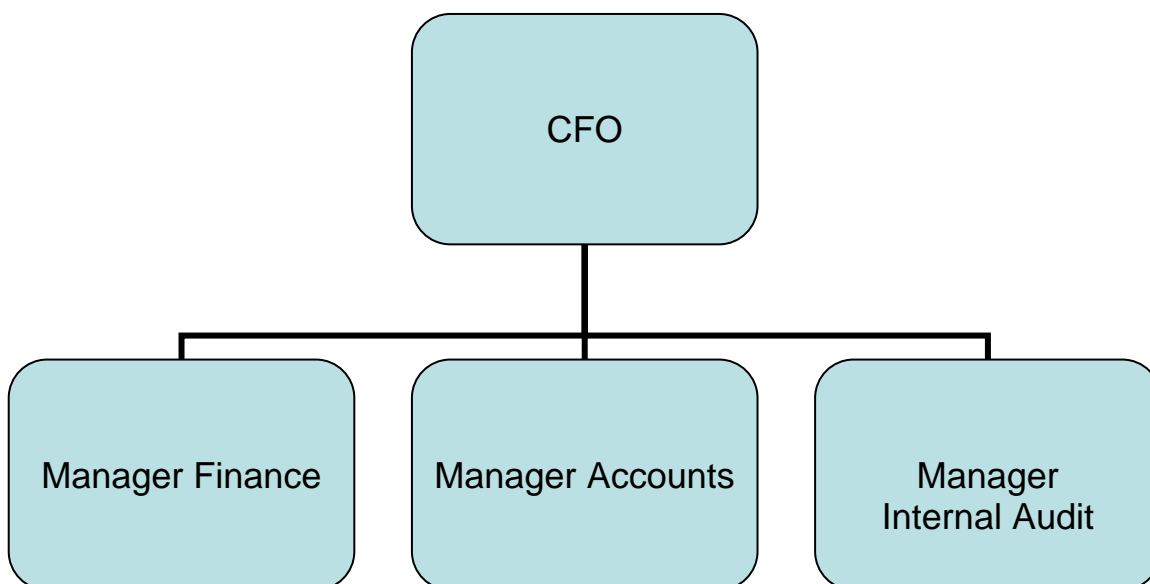 CFO
Manager Finance
Manager Accounts
Manager
Internal Audit